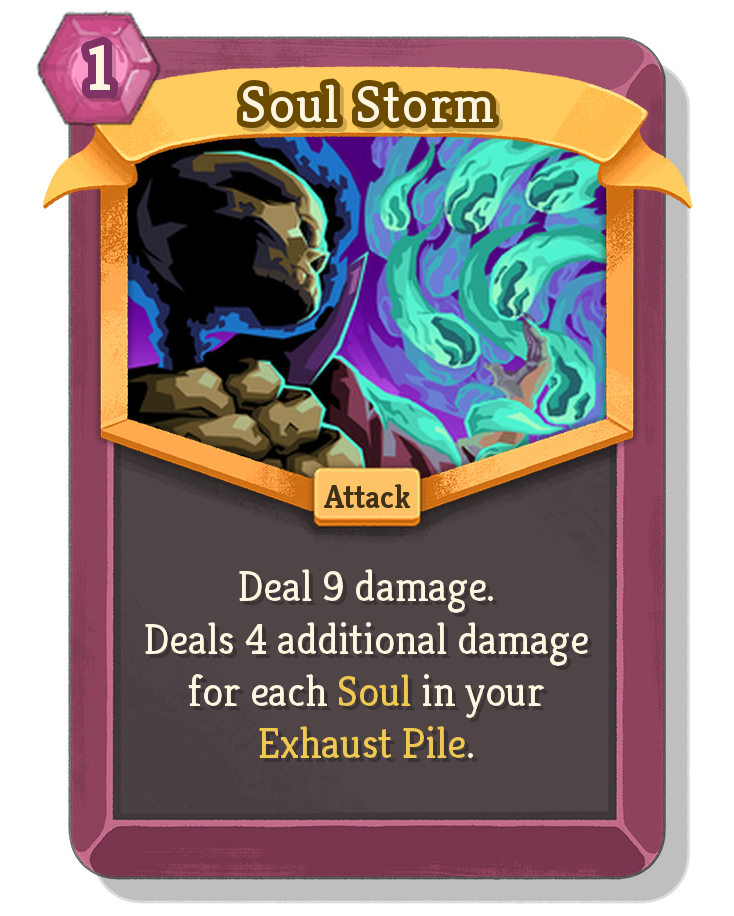 1
Soul Storm
Attack
Deal 9 damage.
Deals 4 additional damage
for each Soul in your
Exhaust Pile.